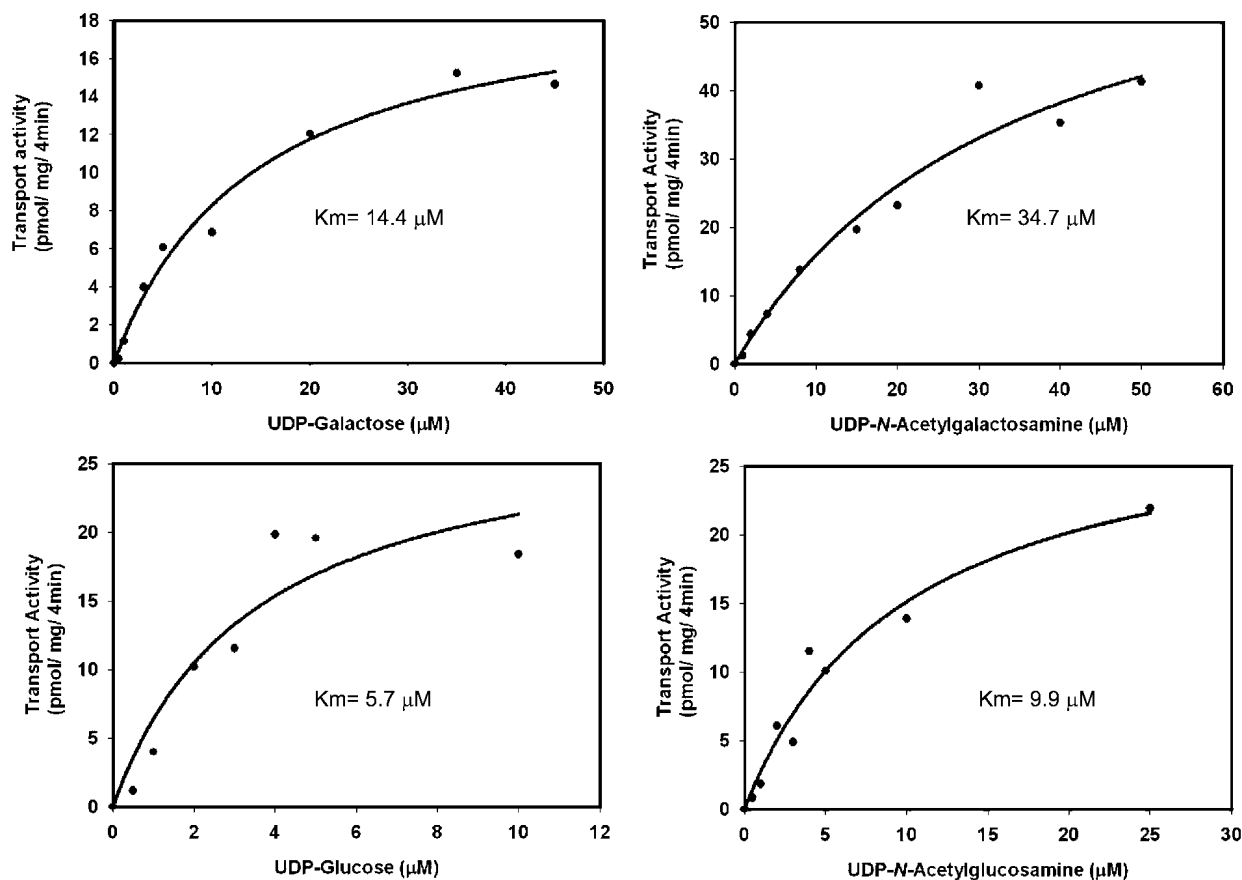 18
16
14
12
10
8
6
4
2
0
Transport activity
(pmol/ mg/ 4min)
Km= 14.4 μM
0 10 20 30 40 50
UDP-Galactose (μM)
50
40
30
20
10
0
Transport Activity
(pmol/ mg/ 4min)
Km= 34.7 μM
0 10 20 30 40 50 60
UDP-N-Acetylgalactosamine (μM)
25
20
15
10
5
0
Transport Activity
(pmol/ mg/ 4min)
Km= 5.7 μM
0 2 4 6 8 10 12
UDP-Glucose (μM)
25
20
15
10
5
0
Transport Activity
(pmol/ mg/ 4min)
Km= 9.9 μM
0 5 10 15 20 25 30
UDP-N-Acetylglucosamine (μM)